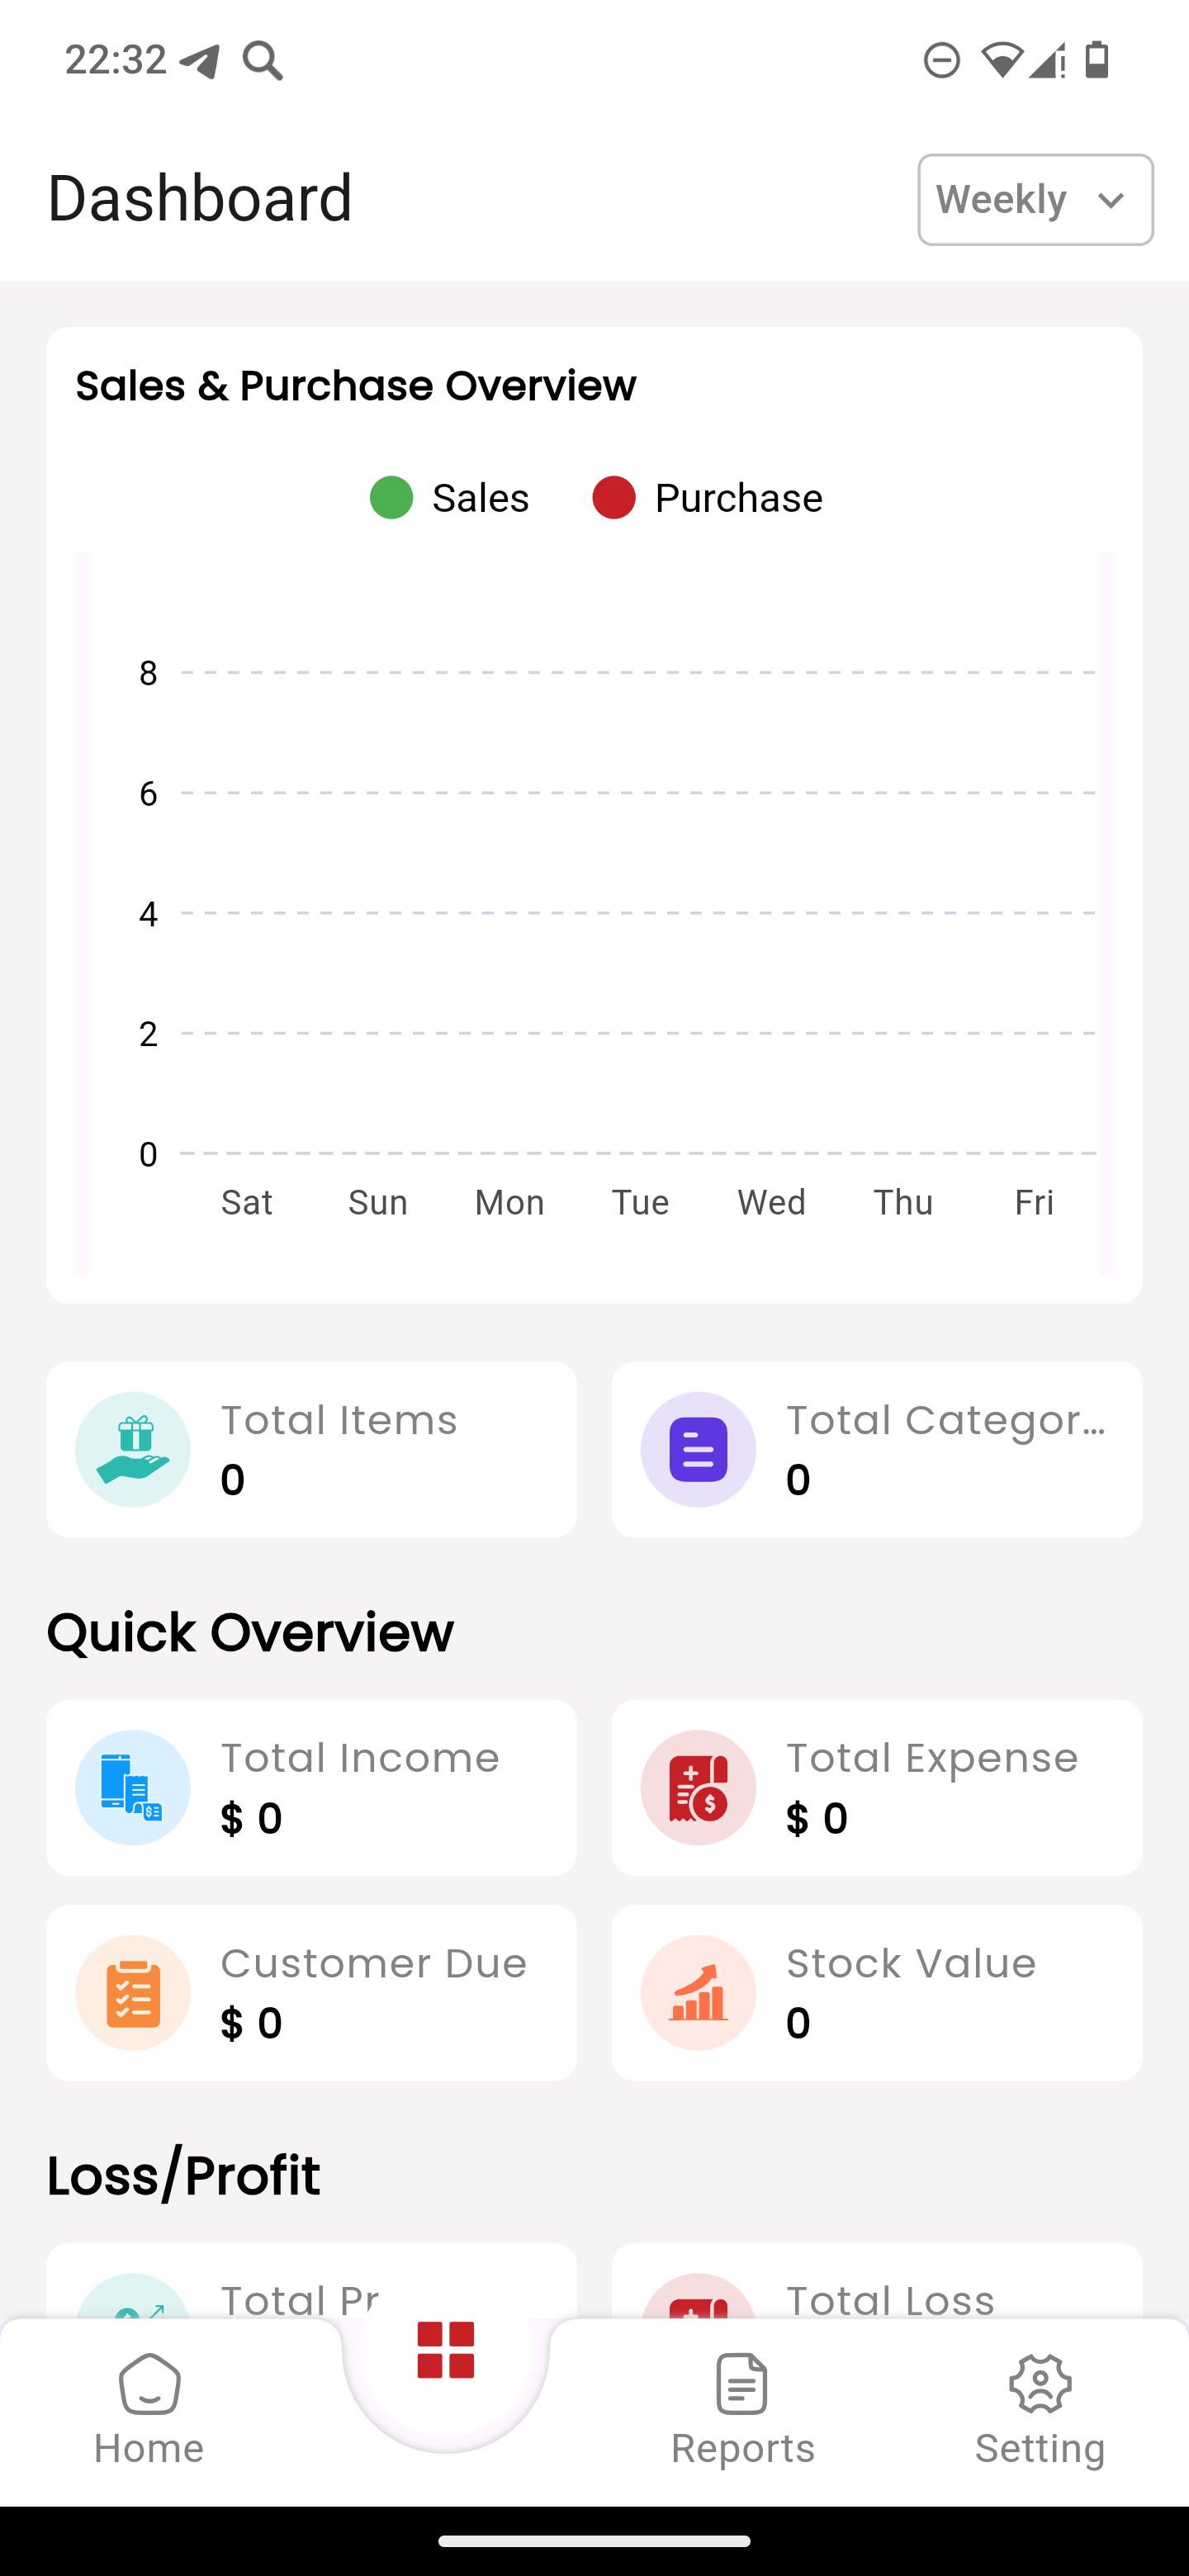 22:32
Dashboard
Weekly
Sales & Purchase Overview
Sales
Purchase
8
6
4
2
0
Sat Sun Mon Tue Wed Thu Fri
Total Items
0
Total Categor...
0
Quick Overview
Total Income
$ 0
Total Expense
$ 0
Customer Due
$ 0
Stock Value
0
Loss/Profit
Total Pr
Total Loss
Home
Reports
Setting